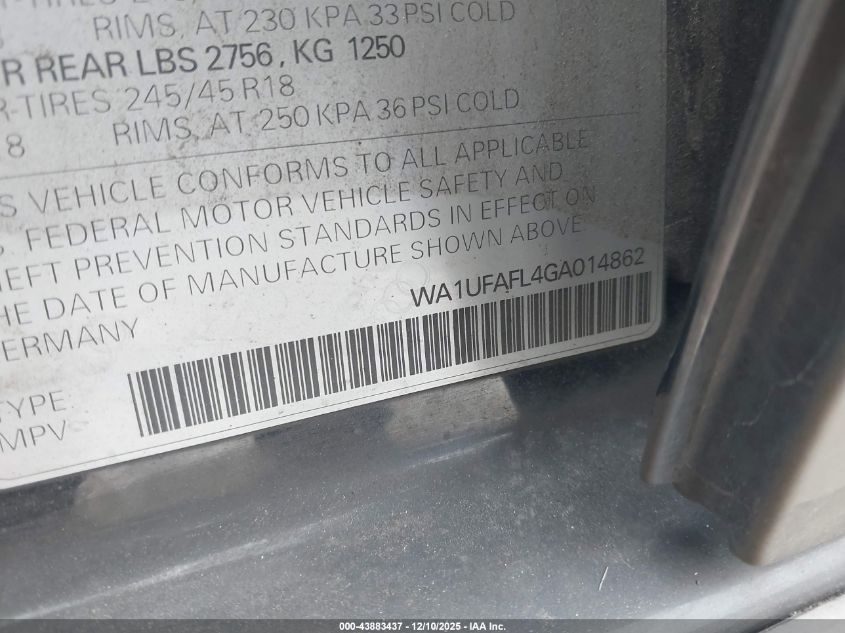 RIMS, AT 230 KPA 33 PSI COLD
R REAR LBS 2756, KG 1250
R-TIRES 245/45 R18
8 RIMS, AT 250 KPA 36 PSI COLD
S VEHICLE CONFORMS TO ALL APPLICABLE
FEDERAL MOTOR VEHICLE SAFETY AND
HEFT PREVENTION STANDARDS IN EFFECT ON
HE DATE OF MANUFACTURE SHOWN ABOVE
WA1UFAFL4GA014862
ERMANY
TYPE
MPV
000-43883437 — 12/10/2025 - IAA Inc.